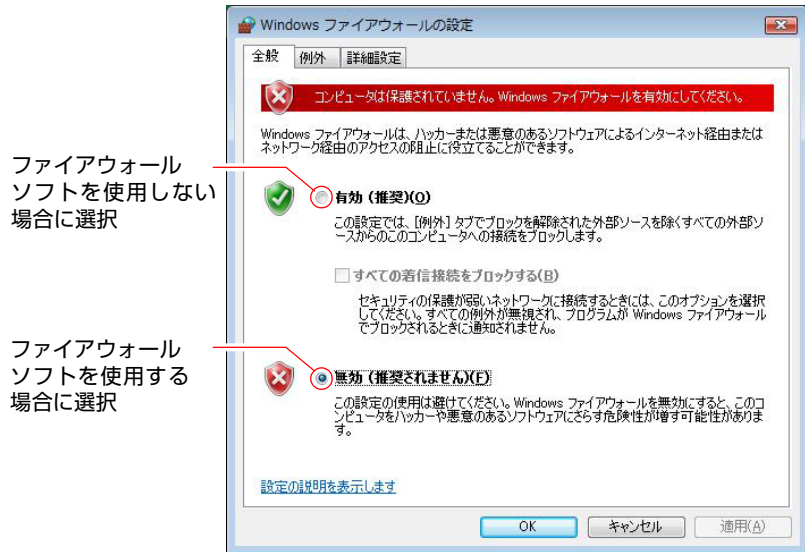 Windows ファイアウォールの設定
全般
例外
詳細設定
コンピュータは保護されていません。Windows ファイアウォールを有効にしてください。
Windows ファイアウォールは、ハッカーまたは悪意のあるソフトウェアによるインターネット経由または
ネットワーク経由のアクセスの阻止に役立てることができます。
ファイアウォール
ソフトを使用しない
場合に選択
有効 (推奨)(O)
この設定では、[例外] タブでブロックを解除された外部ソースを除くすべての外部ソ
ースからのこのコンピュータへの接続をブロックします。
すべての着信接続をブロックする(B)
セキュリティの保護が弱いネットワークに接続するときには、このオプションを選択
してください。すべての例外が無視され、プログラムが Windows ファイアウォール
でブロックされるときに通知されません。
ファイアウォール
ソフトを使用する
場合に選択
無効 (推奨されません)(F)
この設定の使用は避けてください。Windows ファイアウォールを無効にすると、このコ
ンピュータをハッカーや悪意のあるソフトウェアにさらす危険性が増す可能性がありま
す。
設定の説明を表示します
OK
キャンセル
適用(A)